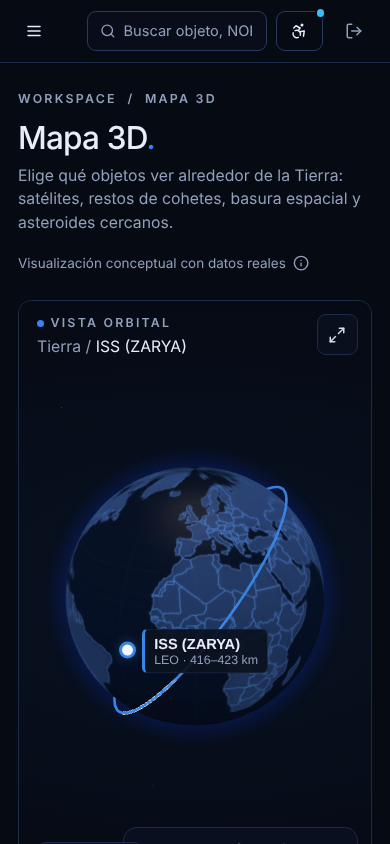 Buscar objeto, NOI
WORKSPACE / MAPA 3D
Mapa 3D.
Elige qué objetos ver alrededor de la Tierra:
satélites, restos de cohetes, basura espacial y
asteroides cercanos.
Visualización conceptual con datos reales
VISTA ORBITAL
Tierra / ISS (ZARYA)
ISS (ZARYA)
LEO · 416–423 km